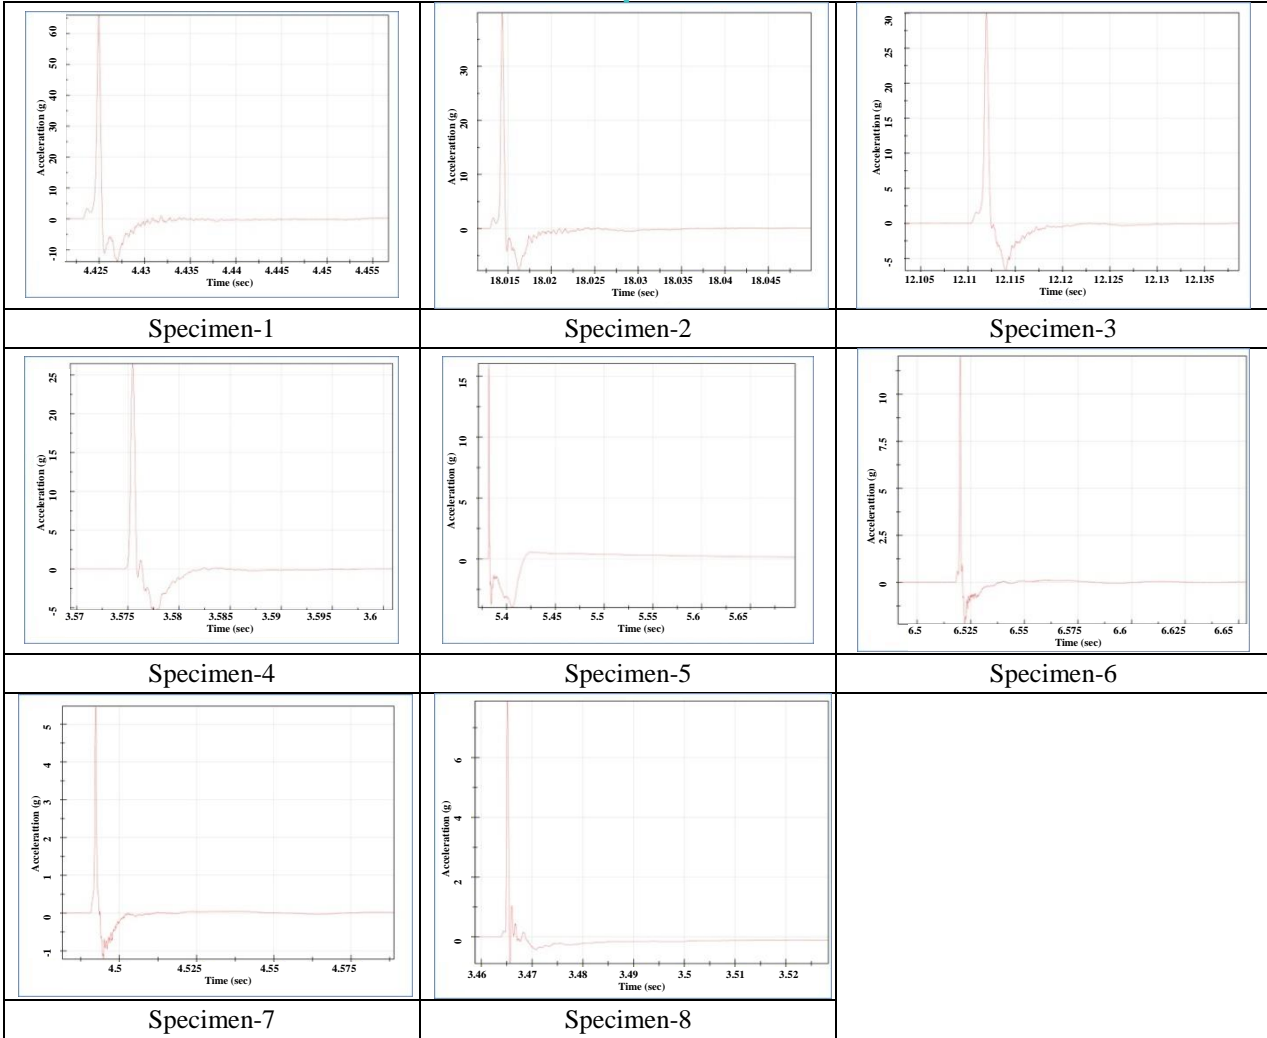 Accelerattion (g)
60
50
40
30
20
10
0
-10
4.425 4.43 4.435 4.44 4.445 4.45 4.455
Time (sec)
Specimen-1
Accelerattion (g)
30
20
10
0
18.015 18.02 18.025 18.03 18.035 18.04 18.045
Time (sec)
Specimen-2
Accelerattion (g)
30
25
20
15
10
5
0
-5
12.105 12.11 12.115 12.12 12.125 12.13 12.135
Time (sec)
Specimen-3
Accelerattion (g)
25
20
15
10
5
0
-5
3.57 3.575 3.58 3.585 3.59 3.595 3.6
Time (sec)
Specimen-4
Accelerattion (g)
15
10
5
0
5.4 5.45 5.5 5.55 5.6 5.65
Time (sec)
Specimen-5
Accelerattion (g)
10
7.5
5
2.5
0
6.5 6.525 6.55 6.575 6.6 6.625 6.65
Time (sec)
Specimen-6
Accelerattion (g)
5
4
3
2
1
0
-1
4.5 4.525 4.55 4.575
Time (sec)
Specimen-7
Accelerattion (g)
6
4
2
0
3.46 3.47 3.48 3.49 3.5 3.51 3.52
Time (sec)
Specimen-8